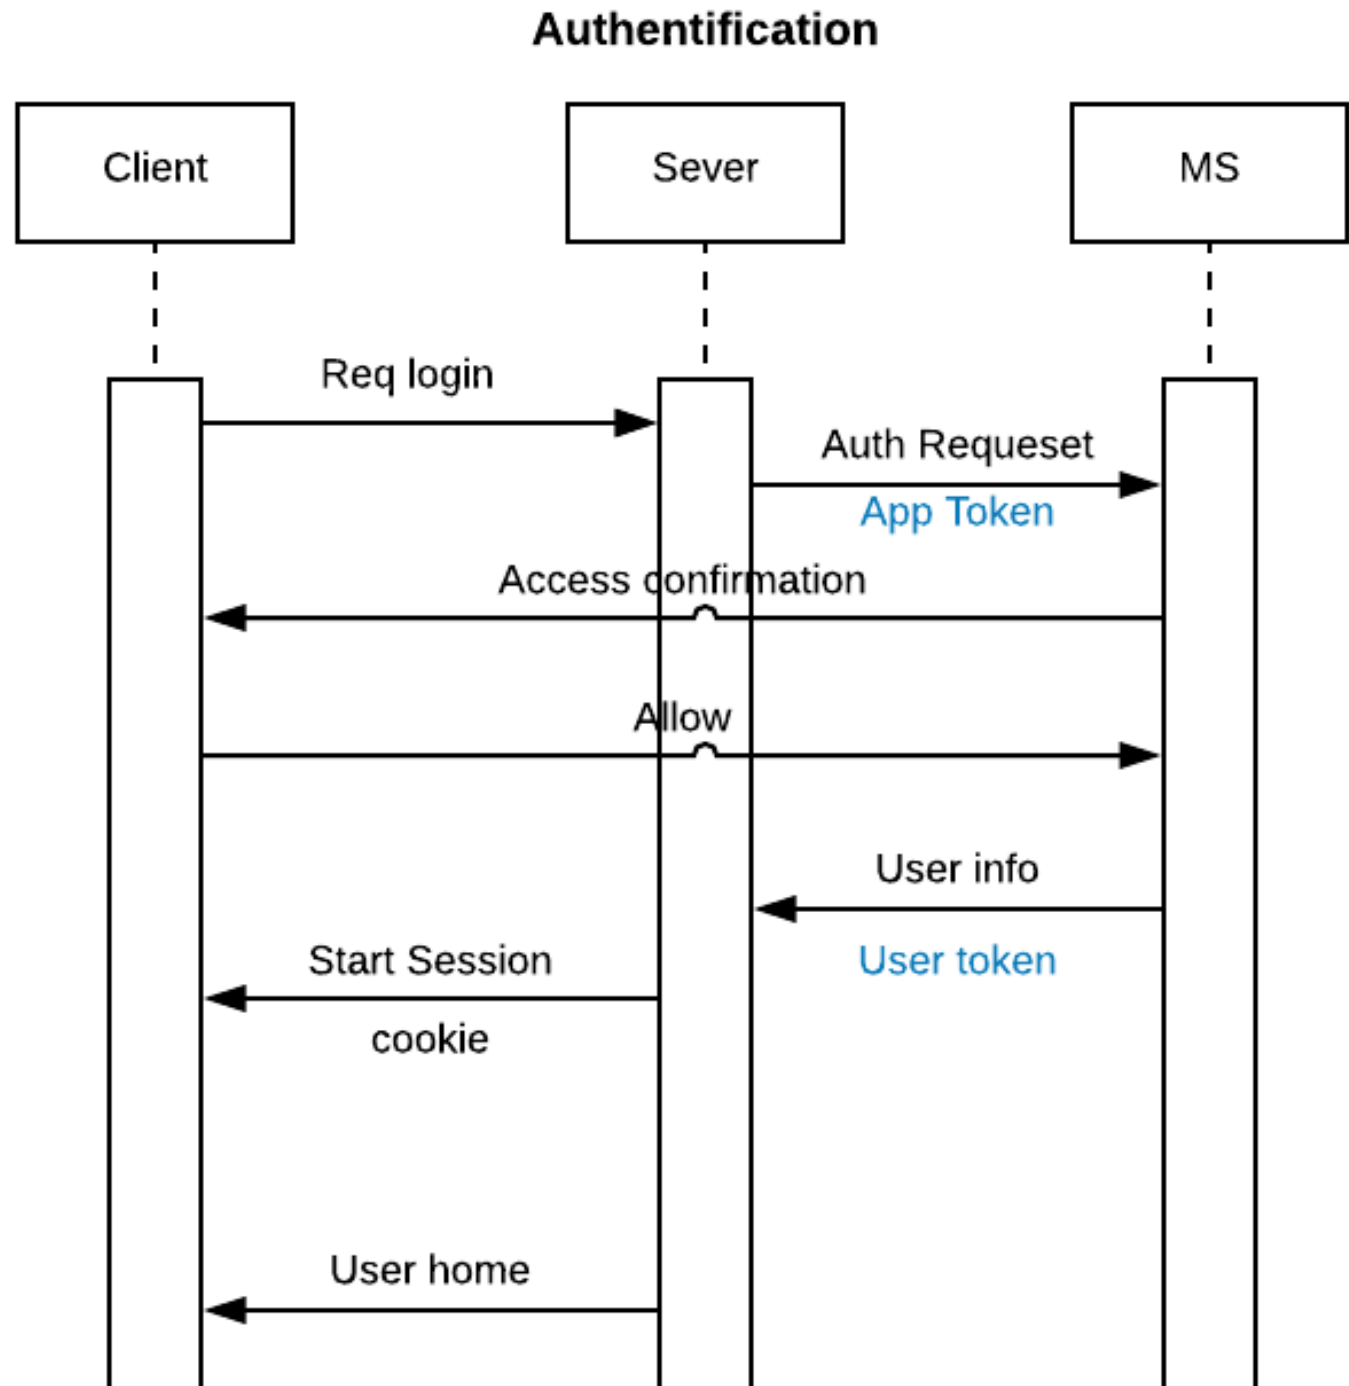 Authentification
Client
Sever
MS
Req login
Auth Requeset
App Token
Access confirmation
Allow
User info
User token
Start Session
cookie
User home